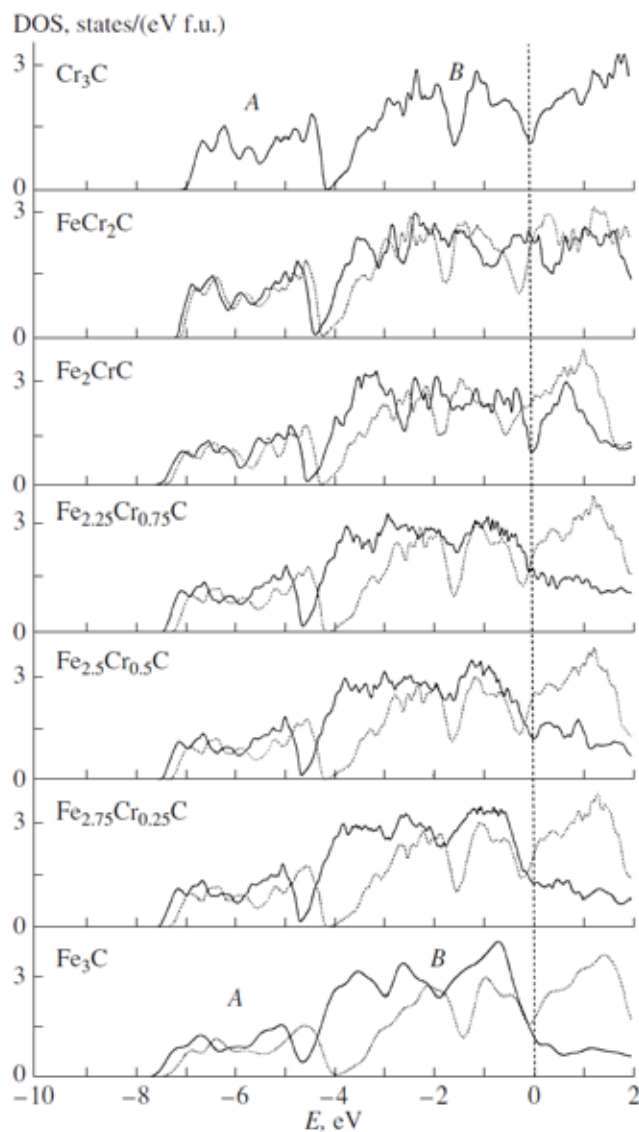 DOS, states/(eV f.u.)
3
Cr₃C
A
B
0
3
FeCr₂C
0
3
Fe₂CrC
0
3
Fe₂.₂₅Cr₀.₇₅C
0
3
Fe₂.₅Cr₀.₅C
0
3
Fe₂.₇₅Cr₀.₂₅C
0
Fe₃C
3
A
B
0
−10 −8 −6 −4 −2 0 2
E, eV